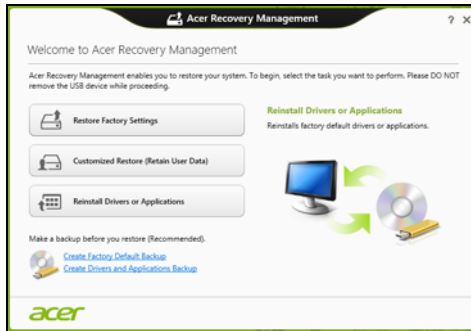 Acer Recovery Management
? X
Welcome to Acer Recovery Management
Acer Recovery Management enables you to restore your system. To begin, select the task you want to perform. Please DO NOT
remove the USB device while proceeding.
Restore Factory Settings
Customized Restore (Retain User Data)
Reinstall Drivers or Applications
Reinstall Drivers or Applications
Reinstalls factory default drivers or applications.
Make a backup before you restore (Recommended).
Create Factory Default Backup
Create Drivers and Applications Backup
acer